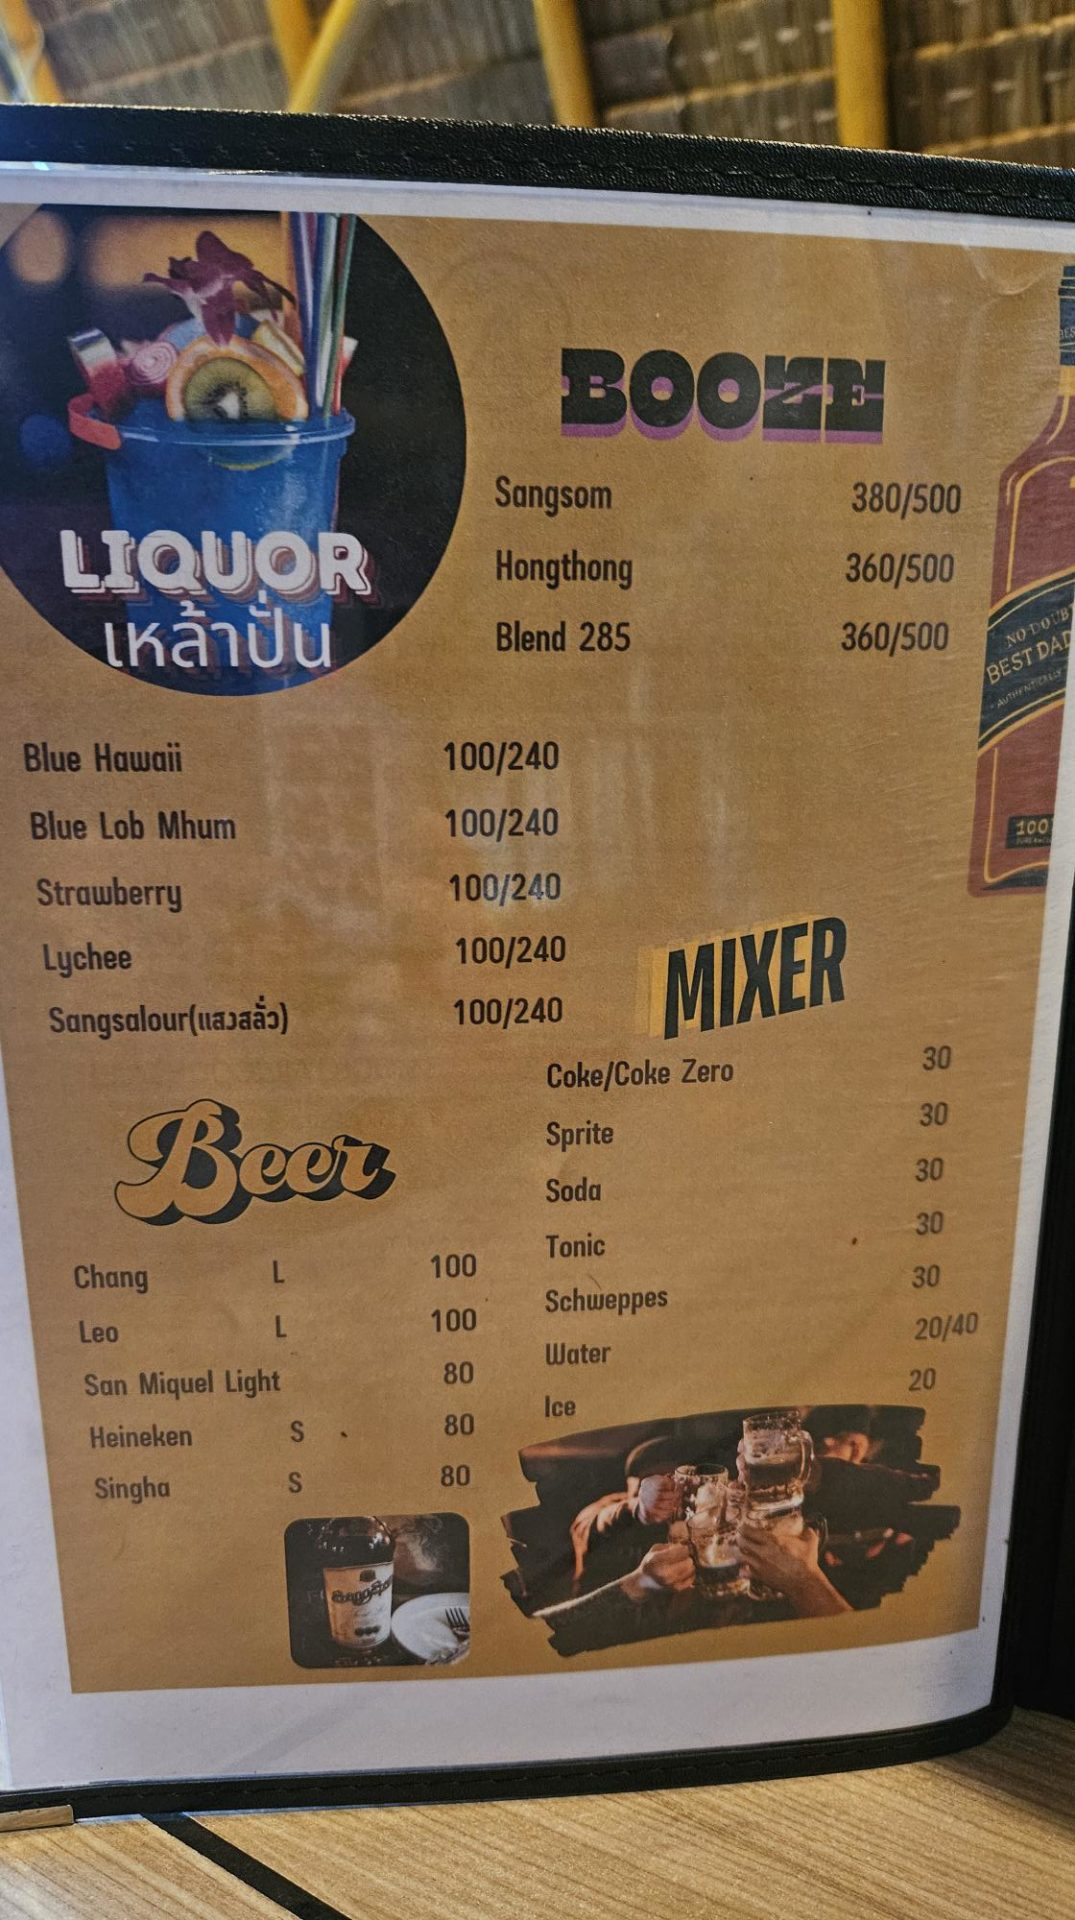 LIQUOR
เหล้าปั่น
BOOZE
Sangsom 380/500
Hongthong 360/500
Blend 285 360/500
NO DOUB
BEST DAD
AUTHENTICALLY
100
Blue Hawaii 100/240
Blue Lob Mhum 100/240
Strawberry 100/240
Lychee 100/240
Sangsalour(แสงสลั่ว) 100/240
MIXER
Coke/Coke Zero 30
Sprite 30
Soda 30
Tonic 30
Schweppes 30
Water 20/40
Ice 20
Beer
Chang L 100
Leo L 100
San Miquel Light 80
Heineken S 80
Singha S 80